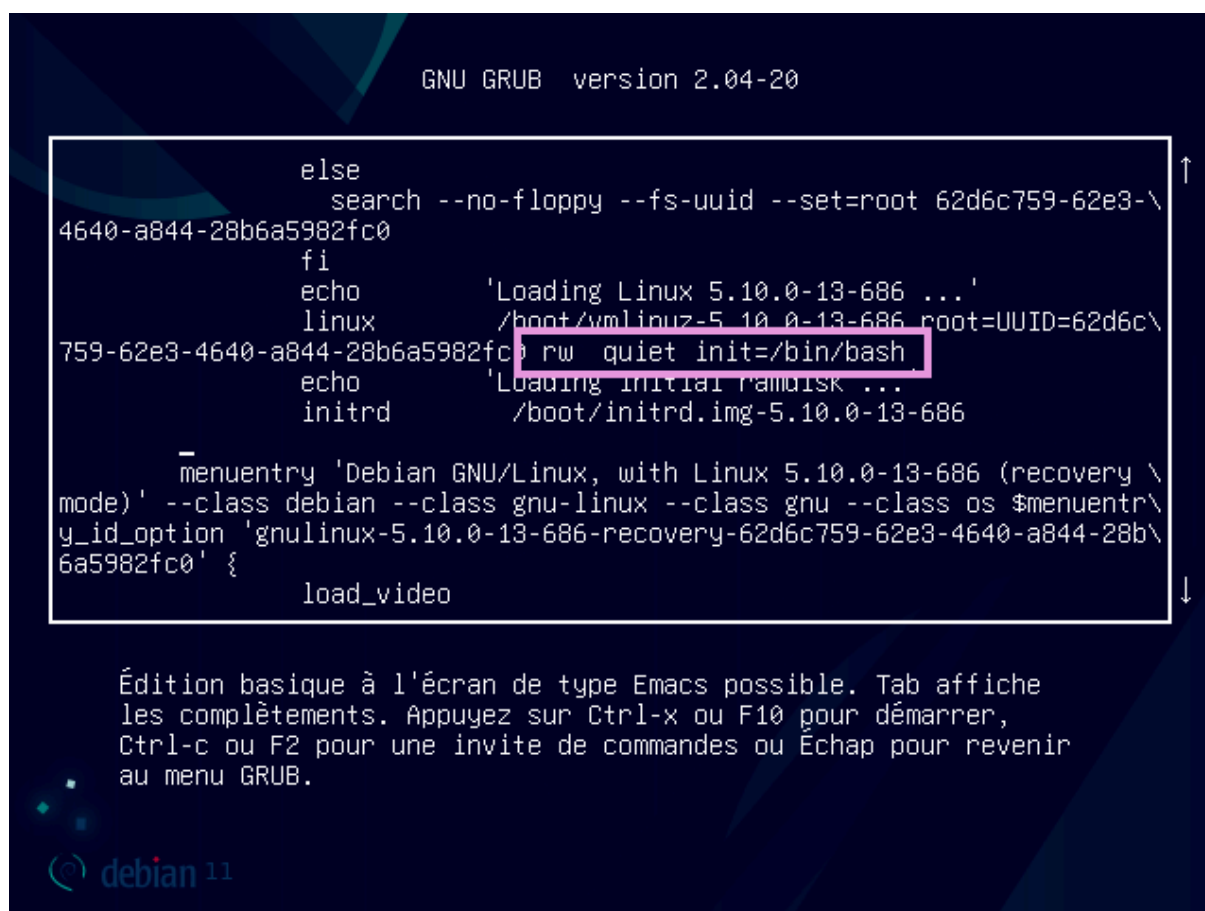 GNU GRUB  version 2.04-20
else
search --no-floppy --fs-uuid --set=root 62d6c759-62e3-\
4640-a844-28b6a5982fc0
fi
echo 'Loading Linux 5.10.0-13-686 ...'
linux /boot/vmlinuz-5.10.0-13-686 root=UUID=62d6c\
759-62e3-4640-a844-28b6a5982fc0 rw  quiet init=/bin/bash
echo 'Loading initial ramdisk ...'
initrd /boot/initrd.img-5.10.0-13-686
menuentry 'Debian GNU/Linux, with Linux 5.10.0-13-686 (recovery \
mode)' --class debian --class gnu-linux --class gnu --class os $menuentr\
y_id_option 'gnulinux-5.10.0-13-686-recovery-62d6c759-62e3-4640-a844-28b\
6a5982fc0' {
load_video
Édition basique à l'écran de type Emacs possible. Tab affiche
les complètements. Appuyez sur Ctrl-x ou F10 pour démarrer,
Ctrl-c ou F2 pour une invite de commandes ou Échap pour revenir
au menu GRUB.
debian 11